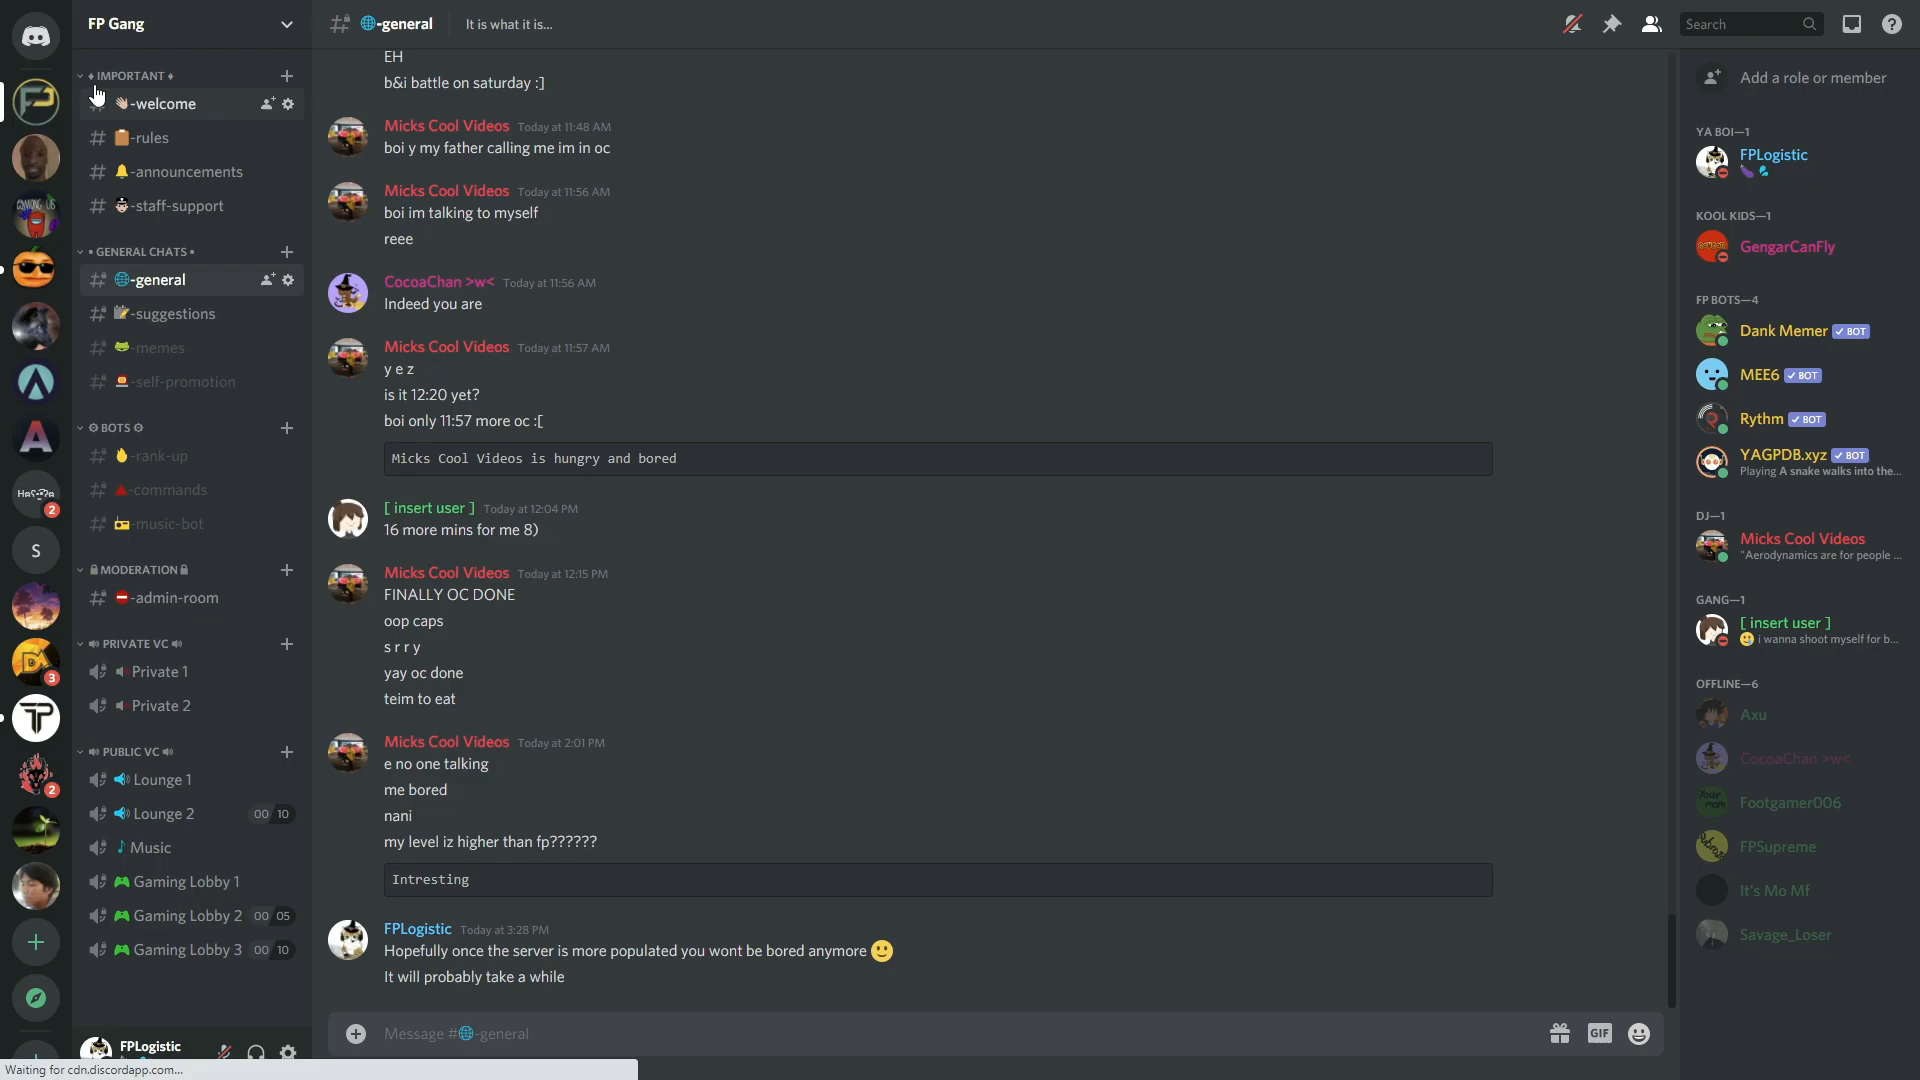 FP Gang
♦ IMPORTANT ♦
-welcome
-rules
-announcements
-staff-support
• GENERAL CHATS •
-general
-suggestions
-memes
-self-promotion
BOTS
-rank-up
-commands
-music-bot
MODERATION
-admin-room
PRIVATE VC
Private 1
Private 2
PUBLIC VC
Lounge 1
Lounge 2 00 10
Music
Gaming Lobby 1
Gaming Lobby 2 00 05
Gaming Lobby 3 00 10
FPLogistic
Waiting for cdn.discordapp.com...
2
S
3
2
-general It is what it is...
EH
b&i battle on saturday :]
Micks Cool Videos Today at 11:48 AM
boi y my father calling me im in oc
Micks Cool Videos Today at 11:56 AM
boi im talking to myself
reee
CocoaChan >w< Today at 11:56 AM
Indeed you are
Micks Cool Videos Today at 11:57 AM
y e z
is it 12:20 yet?
boi only 11:57 more oc :[
Micks Cool Videos is hungry and bored
[ insert user ] Today at 12:04 PM
16 more mins for me 8)
Micks Cool Videos Today at 12:15 PM
FINALLY OC DONE
oop caps
s r r y
yay oc done
teim to eat
Micks Cool Videos Today at 2:01 PM
e no one talking
me bored
nani
my level iz higher than fp??????
Intresting
FPLogistic Today at 3:28 PM
Hopefully once the server is more populated you wont be bored anymore 🙂
It will probably take a while
Message #🌐-general
GIF
Search
Add a role or member
YA BOI—1
FPLogistic
KOOL KIDS—1
GengarCanFly
FP BOTS—4
Dank Memer ✓ BOT
MEE6 ✓ BOT
Rythm ✓ BOT
YAGPDB.xyz ✓ BOT
Playing A snake walks into the...
DJ—1
Micks Cool Videos
"Aerodynamics are for people ...
GANG—1
[ insert user ]
i wanna shoot myself for b...
OFFLINE—6
Axu
CocoaChan >w<
Footgamer006
FPSupreme
It's Mo Mf
Savage_Loser